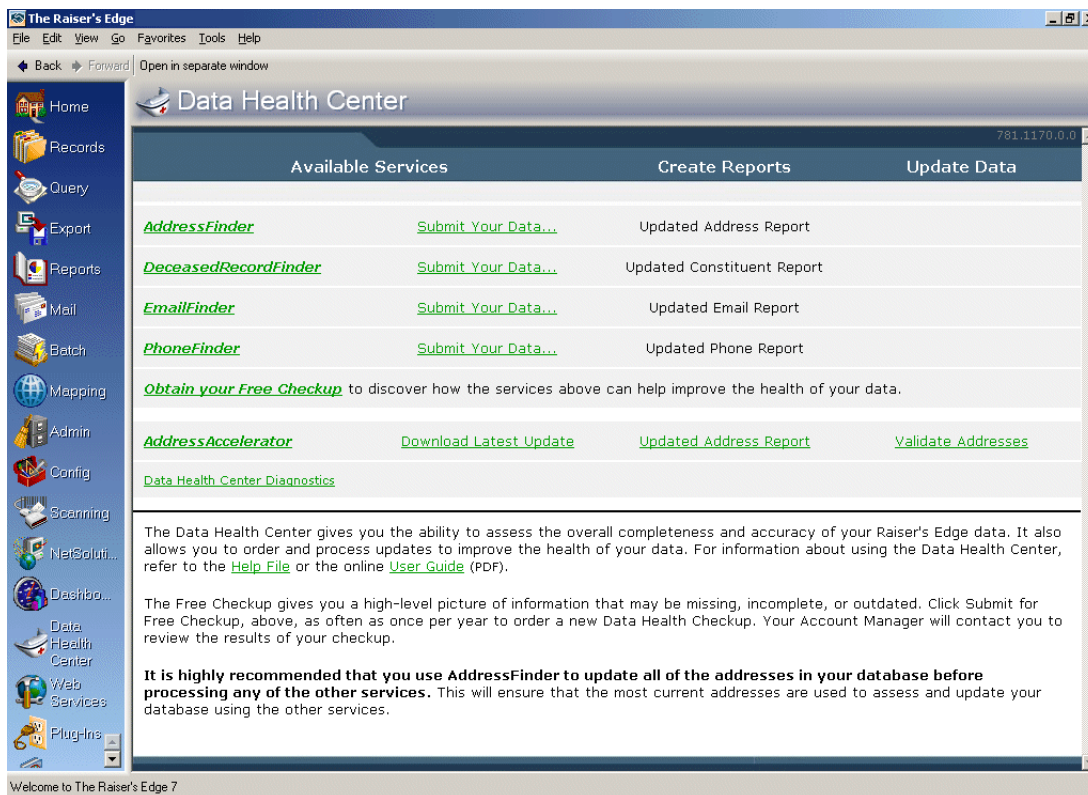 The Raiser's Edge
File Edit View Go Favorites Tools Help
Back Forward Open in separate window
Home
Records
Query
Export
Reports
Mail
Batch
Mapping
Admin
Config
Scanning
NetSoluti...
Dashbo...
Data
Health
Center
Web
Services
Plug-Ins
Data Health Center
781.1170.0.0
Available Services Create Reports Update Data
AddressFinder Submit Your Data... Updated Address Report
DeceasedRecordFinder Submit Your Data... Updated Constituent Report
EmailFinder Submit Your Data... Updated Email Report
PhoneFinder Submit Your Data... Updated Phone Report
Obtain your Free Checkup to discover how the services above can help improve the health of your data.
AddressAccelerator Download Latest Update Updated Address Report Validate Addresses
Data Health Center Diagnostics
The Data Health Center gives you the ability to assess the overall completeness and accuracy of your Raiser's Edge data. It also
allows you to order and process updates to improve the health of your data. For information about using the Data Health Center,
refer to the Help File or the online User Guide (PDF).
The Free Checkup gives you a high-level picture of information that may be missing, incomplete, or outdated. Click Submit for
Free Checkup, above, as often as once per year to order a new Data Health Checkup. Your Account Manager will contact you to
review the results of your checkup.
It is highly recommended that you use AddressFinder to update all of the addresses in your database before
processing any of the other services. This will ensure that the most current addresses are used to assess and update your
database using the other services.
Welcome to The Raiser's Edge 7